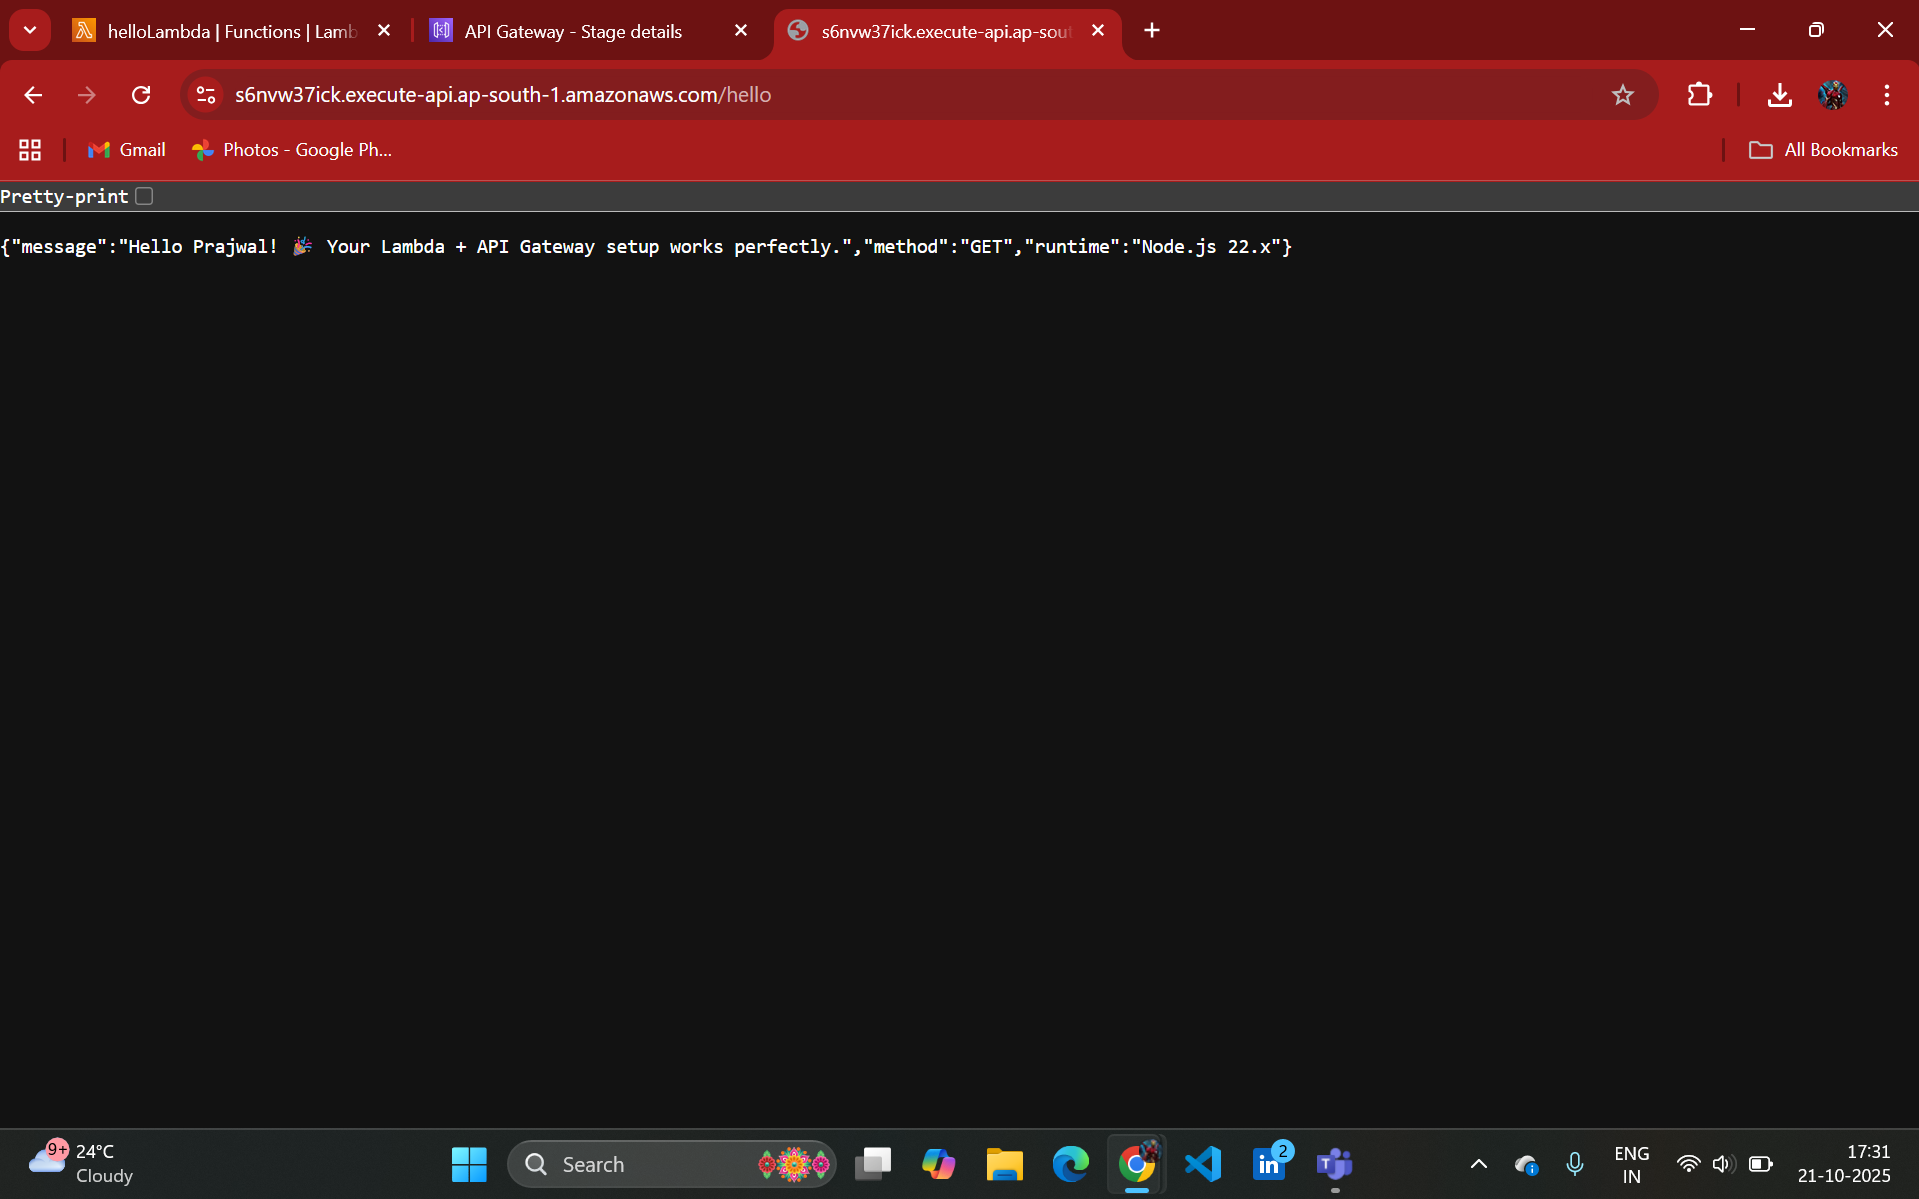 helloLambda | Functions | Lamb
API Gateway - Stage details
s6nvw37ick.execute-api.ap-sout
s6nvw37ick.execute-api.ap-south-1.amazonaws.com/hello
Gmail
Photos - Google Ph...
All Bookmarks
Pretty-print
{"message":"Hello Prajwal! 🎉 Your Lambda + API Gateway setup works perfectly.","method":"GET","runtime":"Node.js 22.x"}
9+
24°C
Cloudy
Search
2
ENG
IN
17:31
21-10-2025